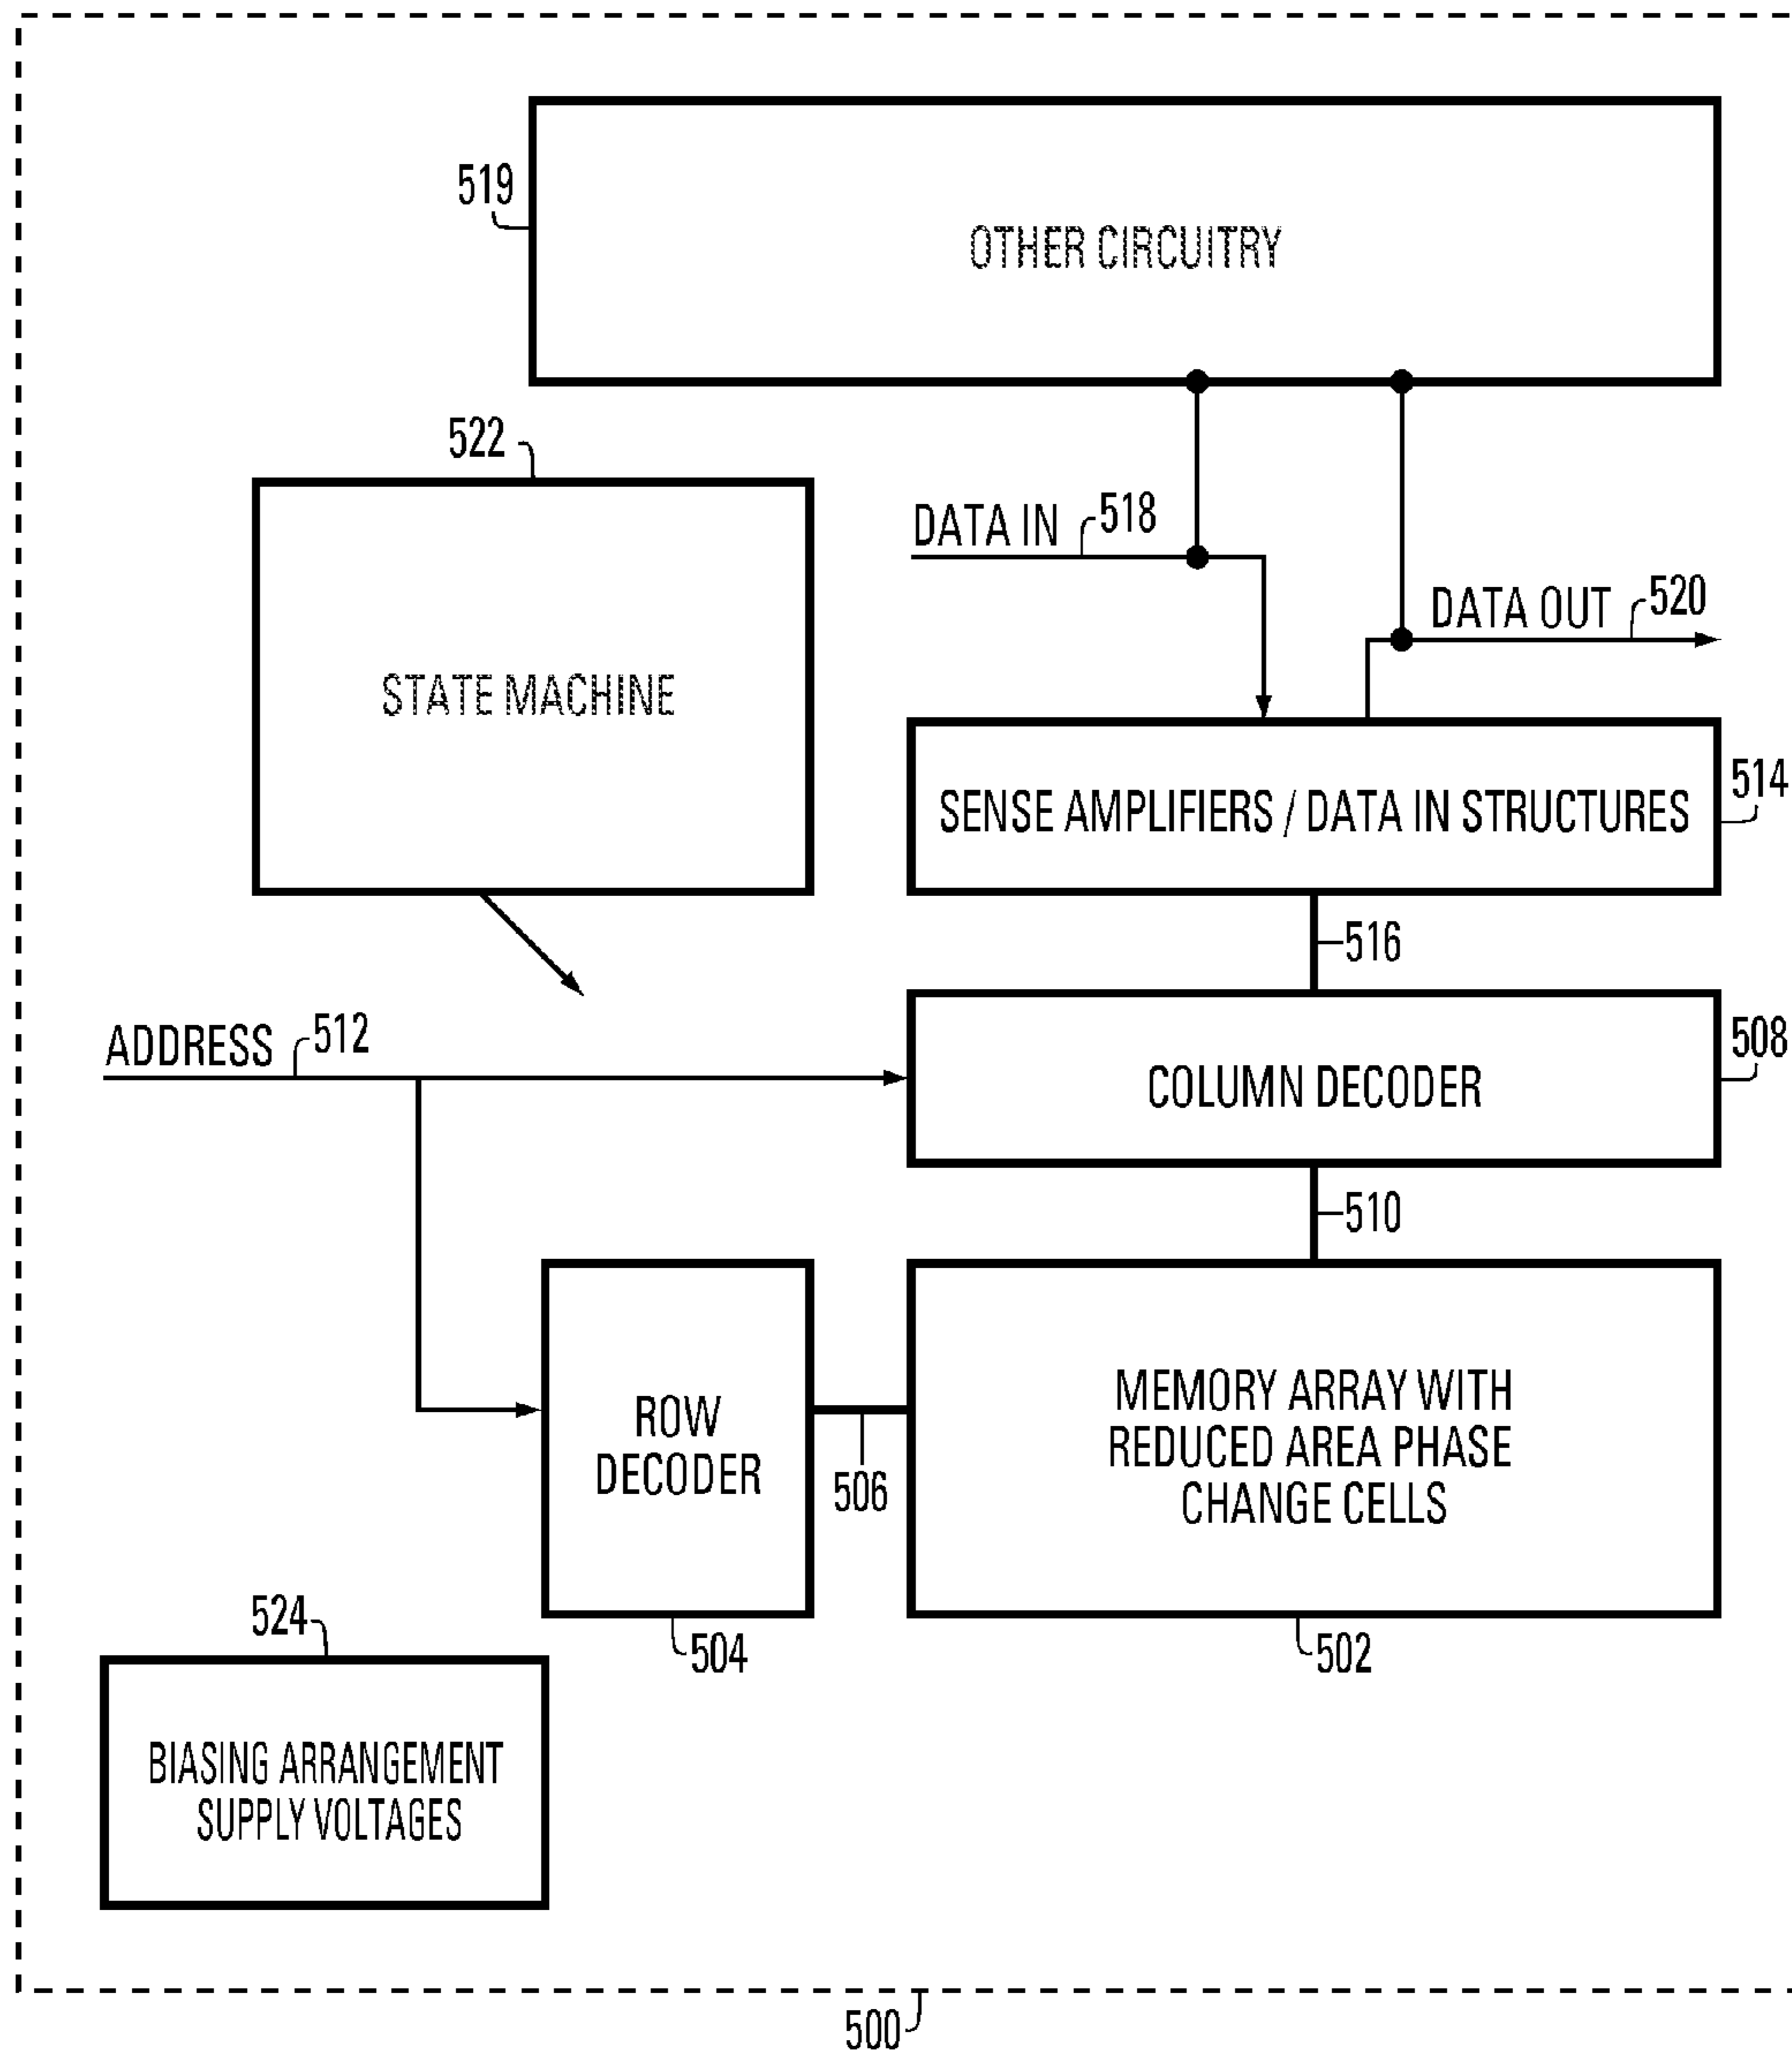 519
OTHER CIRCUITRY
522
DATA IN
518
DATA OUT
520
STATE MACHINE
SENSE AMPLIFIERS / DATA IN STRUCTURES
514
516
ADDRESS
512
COLUMN DECODER
508
510
ROW
DECODER
506
MEMORY ARRAY WITH
REDUCED AREA PHASE
CHANGE CELLS
504
502
524
BIASING ARRANGEMENT
SUPPLY VOLTAGES
500